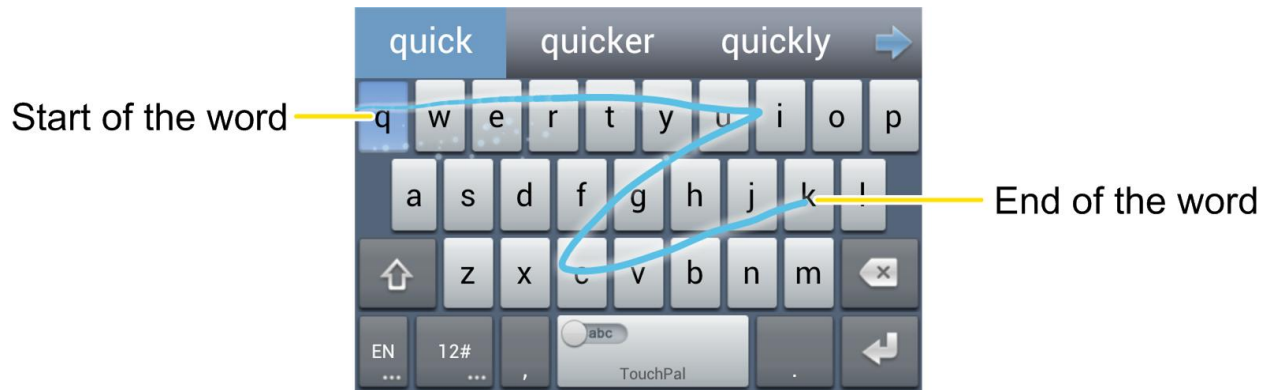 quick quicker quickly
Start of the word
q w e r t y u i o p
a s d f g h j k l
End of the word
z x c v b n m
abc
EN 12# , TouchPal .